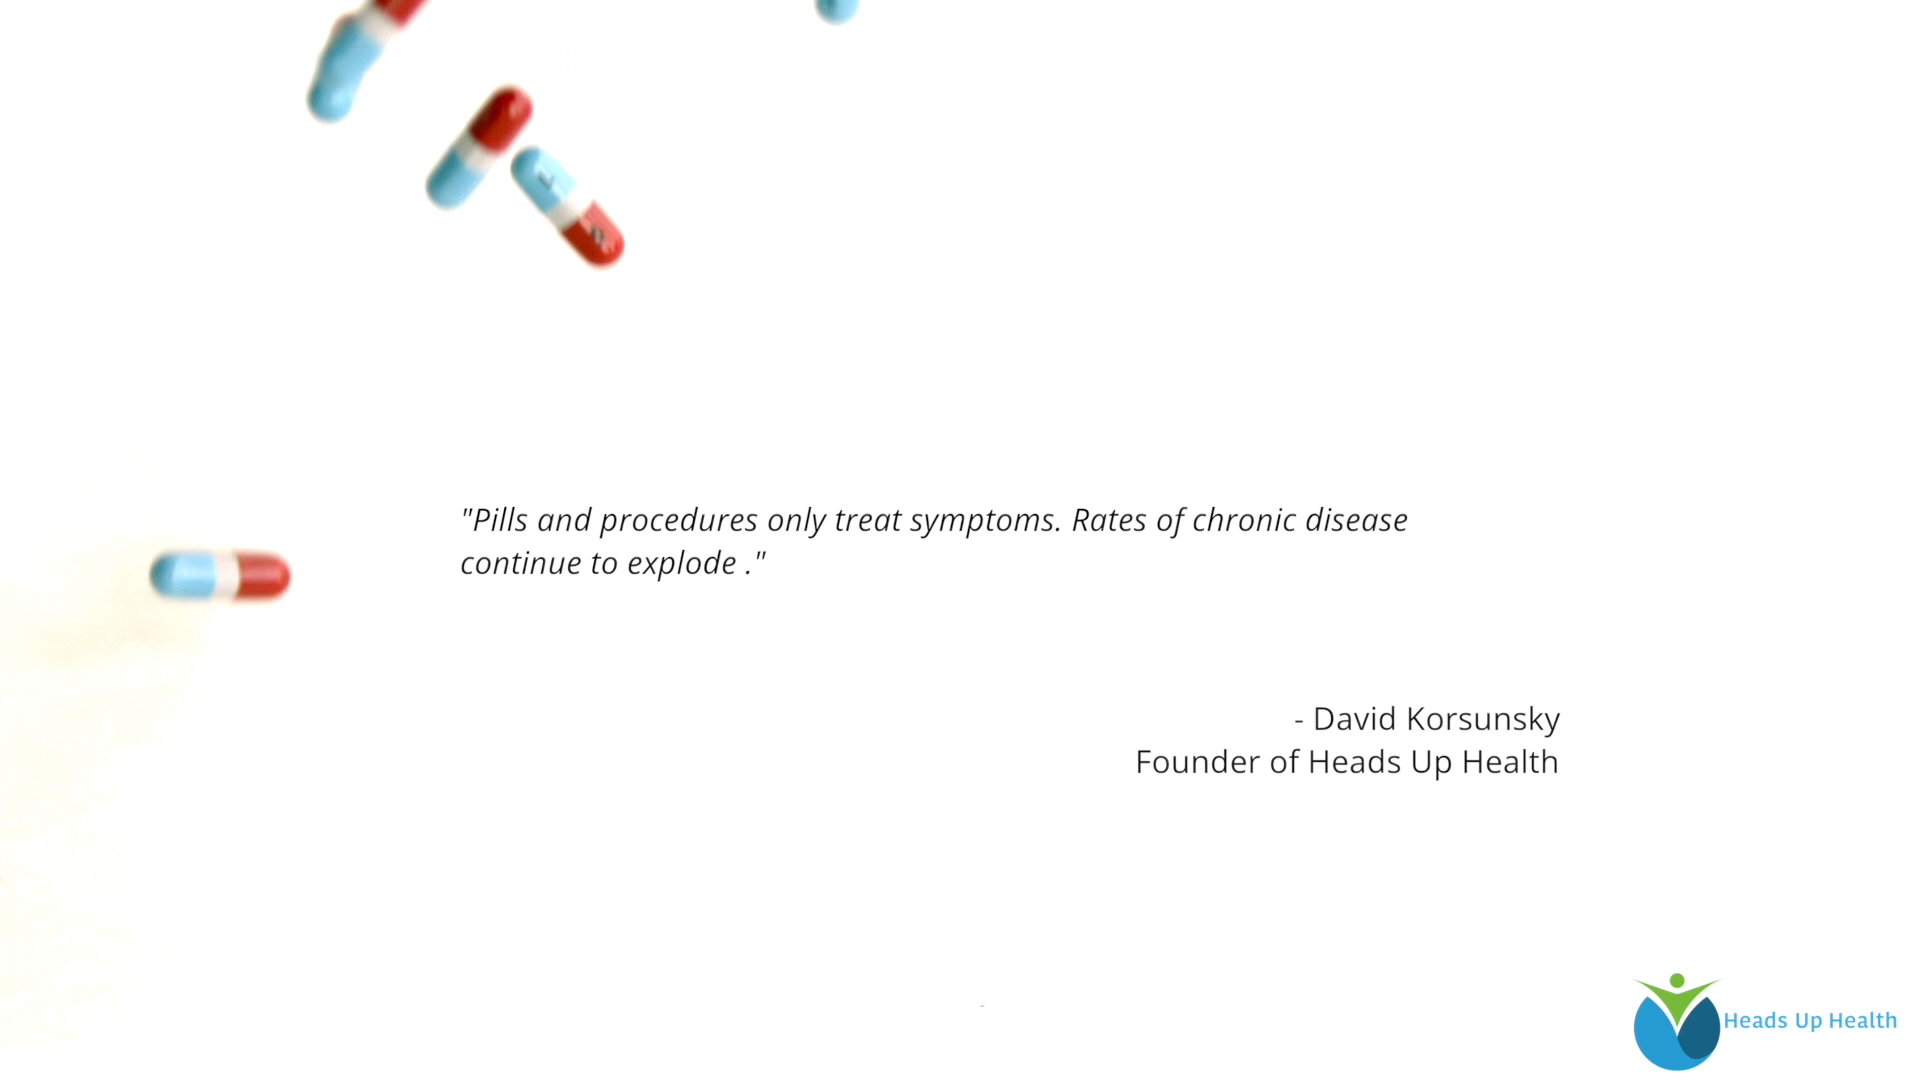 "Pills and procedures only treat symptoms. Rates of chronic disease
continue to explode ."
- David Korsunsky
Founder of Heads Up Health
Heads Up Health